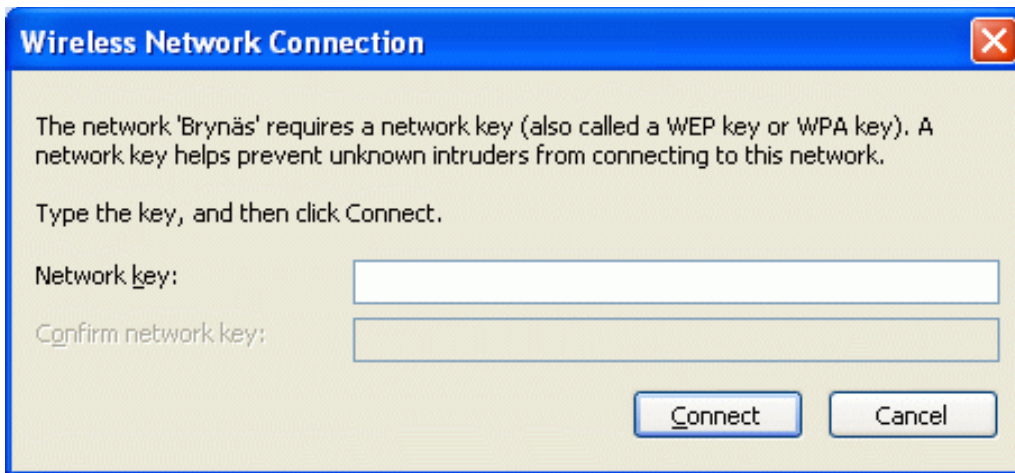 Wireless Network Connection
The network 'Brynäs' requires a network key (also called a WEP key or WPA key). A
network key helps prevent unknown intruders from connecting to this network.
Type the key, and then click Connect.
Network key:
Confirm network key:
Connect Cancel